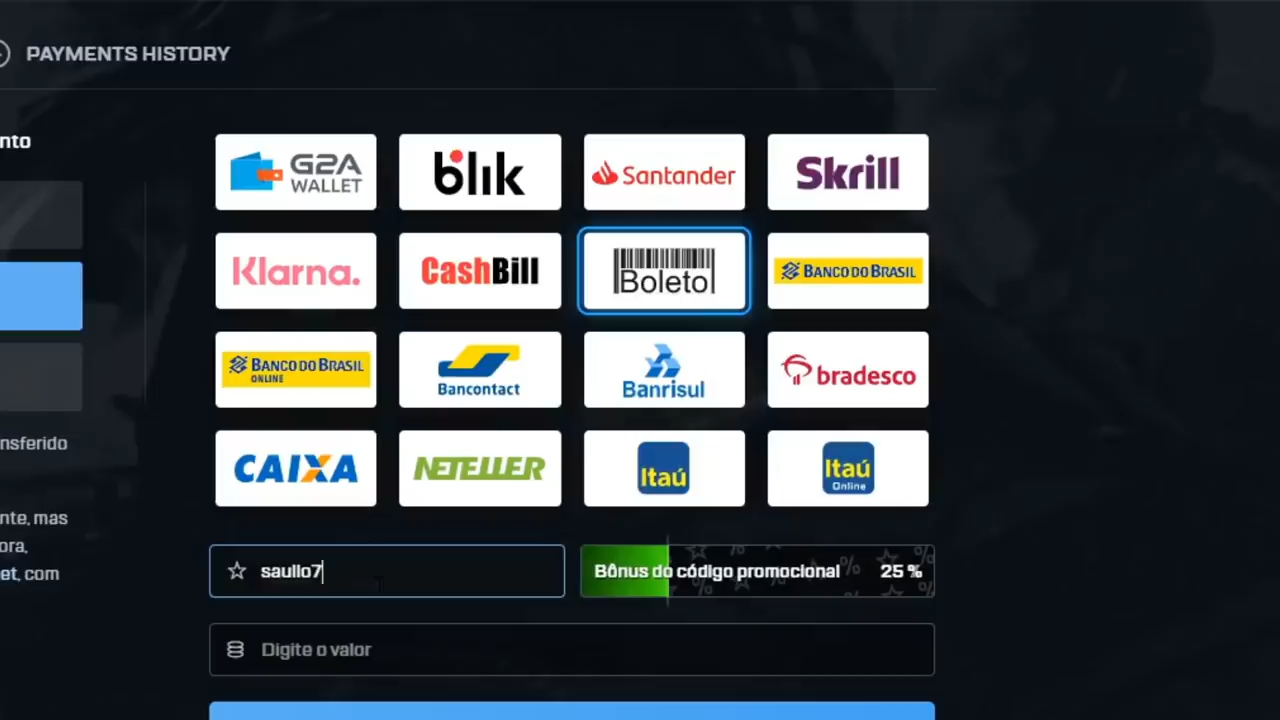 PAYMENTS HISTORY
nto
G2A WALLET
blik
Santander
Skrill
Klarna.
CashBill
Boleto
BANCO DO BRASIL
BANCO DO BRASIL ONLINE
Bancontact
Banrisul
bradesco
CAIXA
NETELLER
Itaú
Itaú Online
nsferido
nte, mas
ora,
et, com
saullo7
Bônus do código promocional 25 %
Digite o valor